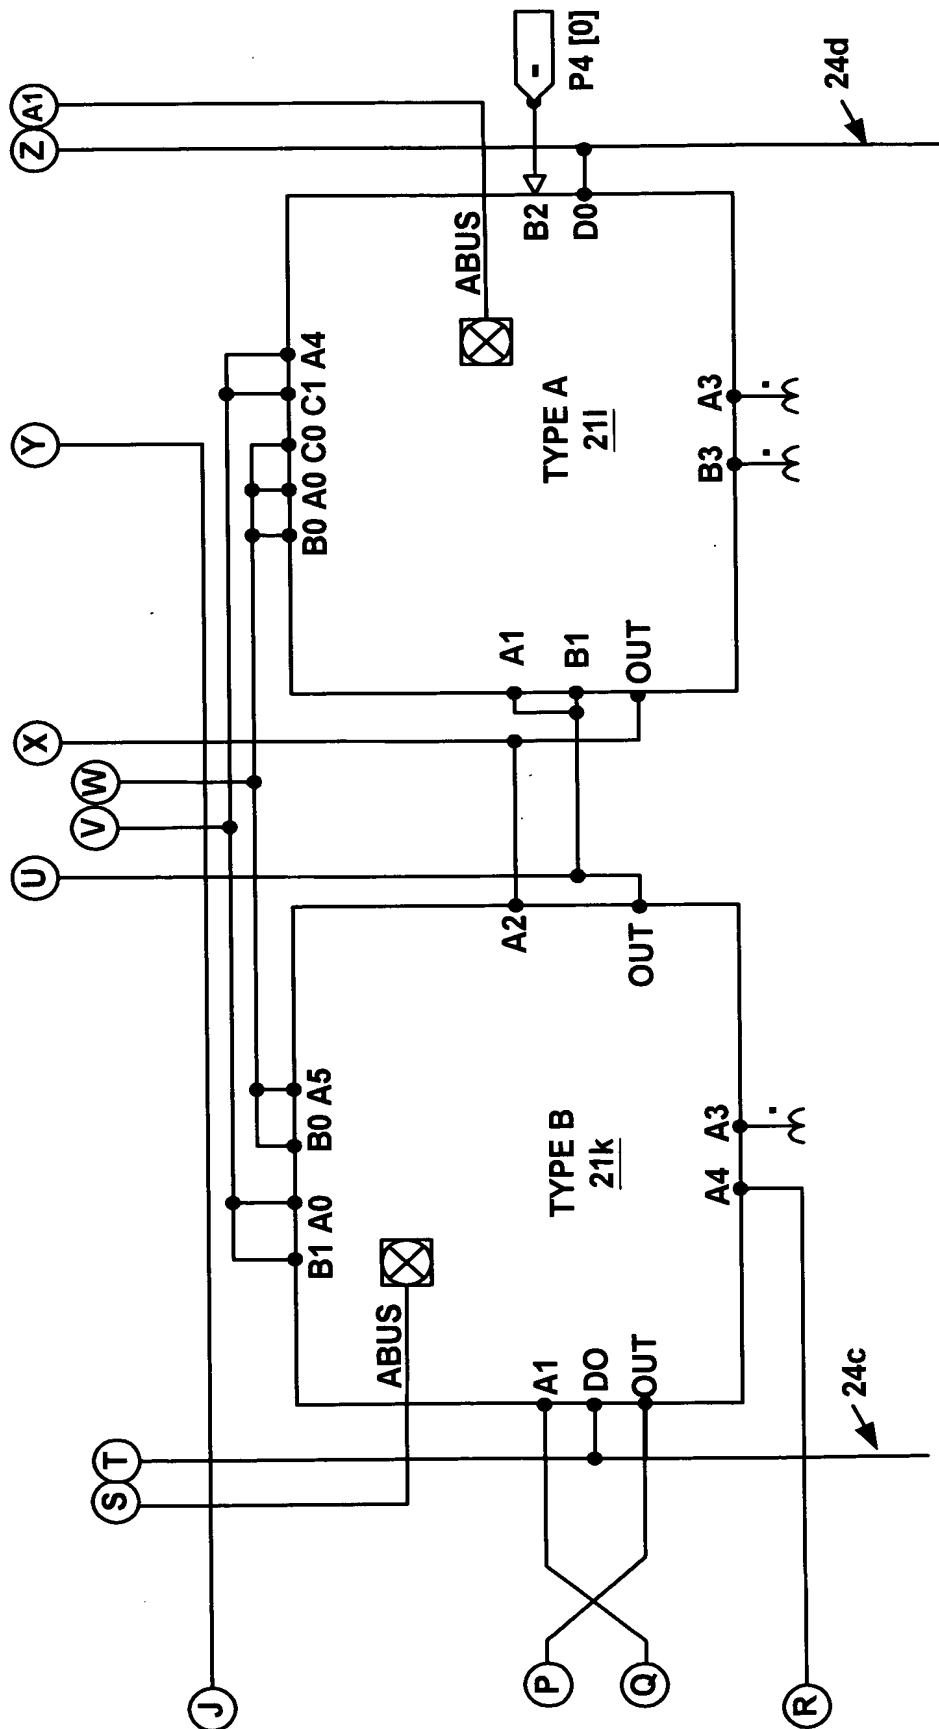 J
S
T
U
V
W
X
Y
Z
A1
P
Q
R
24c
24d
P4 [0]
-
B1 A0
B0 A5
ABUS
A1
DO
OUT
TYPE B
21k
A2
OUT
A4
A3
B0 A0 C0 C1 A4
ABUS
B2
D0
A1
B1
OUT
TYPE A
21l
B3
A3